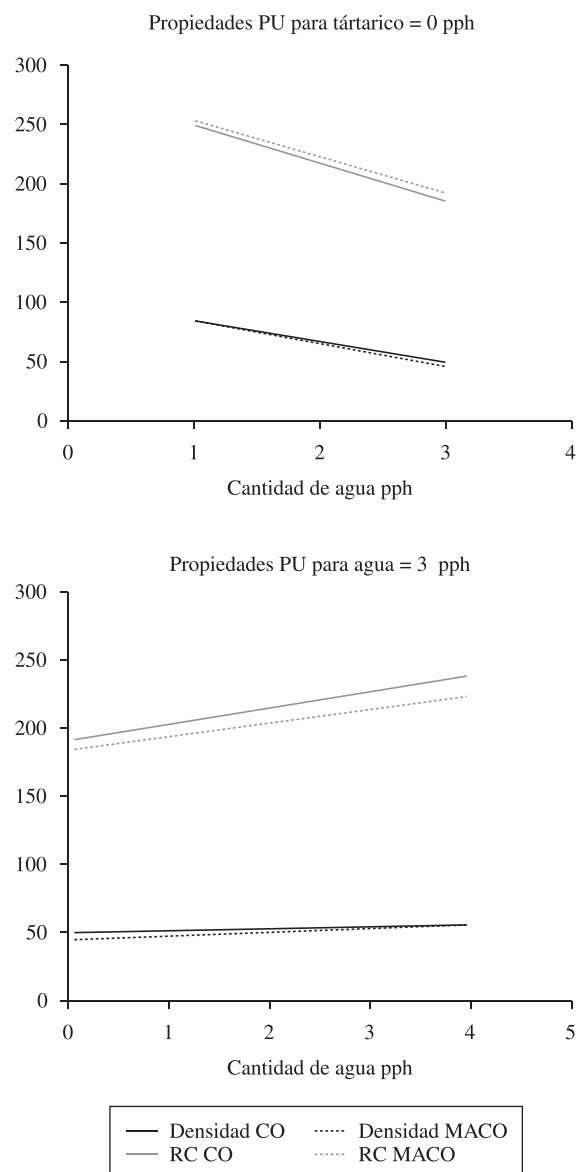 Propiedades PU para tártarico = 0 pph
300
250
200
150
100
50
0
0 1 2 3 4
Cantidad de agua pph
Propiedades PU para agua = 3 pph
300
250
200
150
100
50
0
0 1 2 3 4 5
Cantidad de agua pph
Densidad CO Densidad MACO
RC CO RC MACO